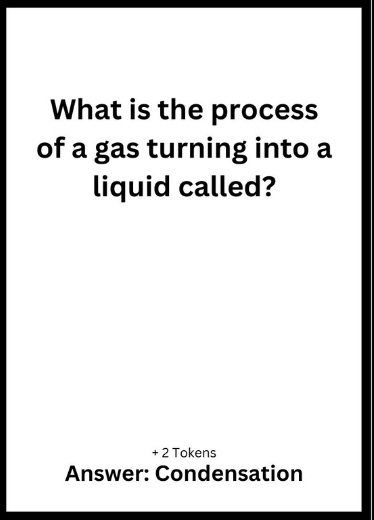 What is the process
of a gas turning into a
liquid called?
+ 2 Tokens
Answer: Condensation